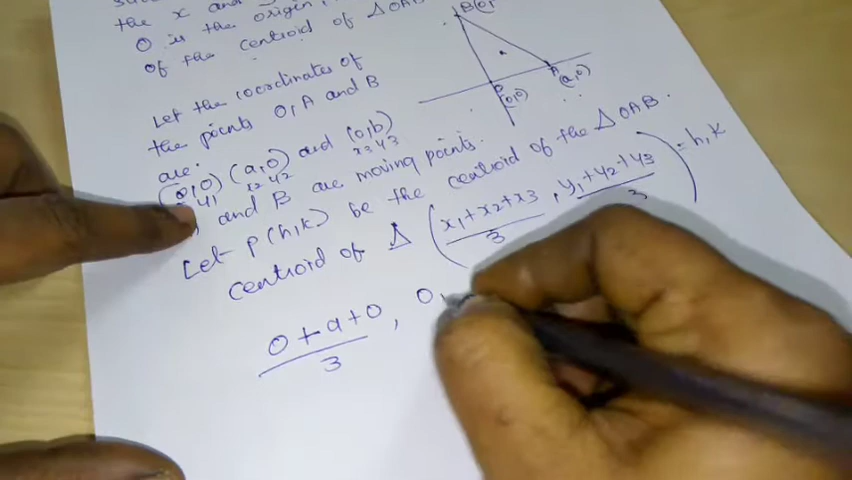 the x and
O is the origin,
of the centroid of △OAB
B(0,
A
(a,0)
O
(0,0)
Let the coordinates of
the points O, A and B
are:
(0,0) (a,0) and (0,b)
y1 x2 y2 x3 y3
and B are moving points.
Let P(h,k) be the centroid of the △OAB.
centroid of △ (x1+x2+x3/3, y1+y2+y3/3) = h,k
0+a+0/3, 0